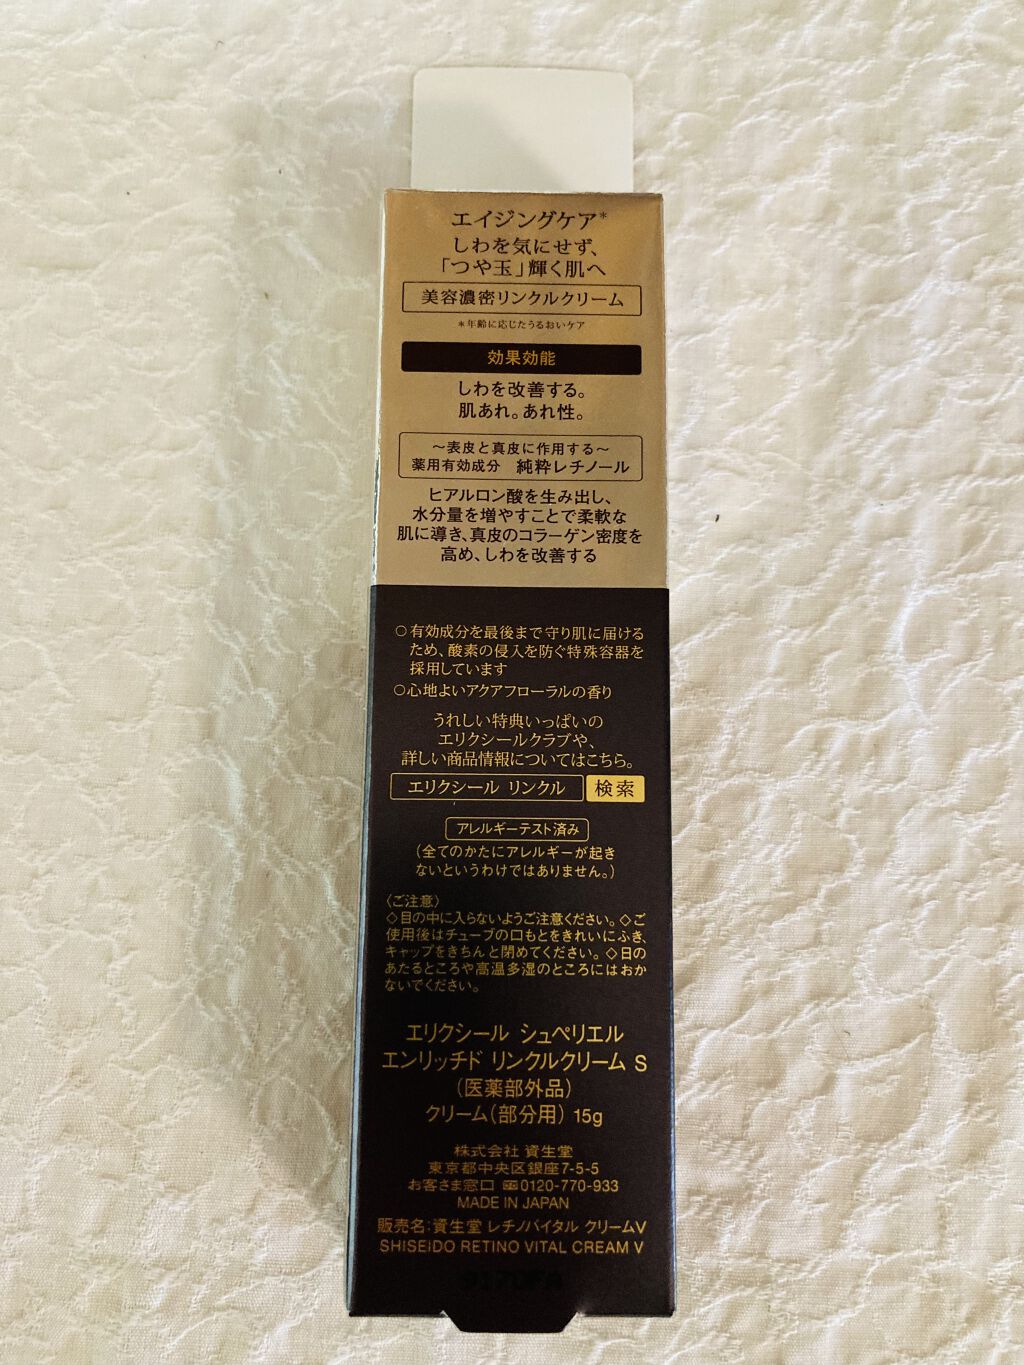 エイジングケア*
しわを気にせず、
「つや玉」輝く肌へ
美容濃密リンクルクリーム
*年齢に応じたうるおいケア
効果効能
しわを改善する。
肌あれ。あれ性。
～表皮と真皮に作用する～
薬用有効成分 純粋レチノール
ヒアルロン酸を生み出し、
水分量を増やすことで柔軟な
肌に導き、真皮のコラーゲン密度を
高め、しわを改善する
○有効成分を最後まで守り肌に届ける
ため、酸素の侵入を防ぐ特殊容器を
採用しています
○心地よいアクアフローラルの香り
うれしい特典いっぱいの
エリクシールクラブや、
詳しい商品情報についてはこちら。
エリクシール リンクル 検索
アレルギーテスト済み
(全てのかたにアレルギーが起き
ないというわけではありません。)
〈ご注意〉
◇目の中に入らないようご注意ください。◇ご
使用後はチューブの口もとをきれいにふき、
キャップをきちんと閉めてください。◇日の
あたるところや高温多湿のところにはおか
ないでください。
エリクシール シュペリエル
エンリッチド リンクルクリーム S
(医薬部外品)
クリーム(部分用) 15g
株式会社 資生堂
東京都中央区銀座7-5-5
お客さま窓口 0120-770-933
MADE IN JAPAN
販売名：資生堂 レチノバイタル クリームV
SHISEIDO RETINO VITAL CREAM V